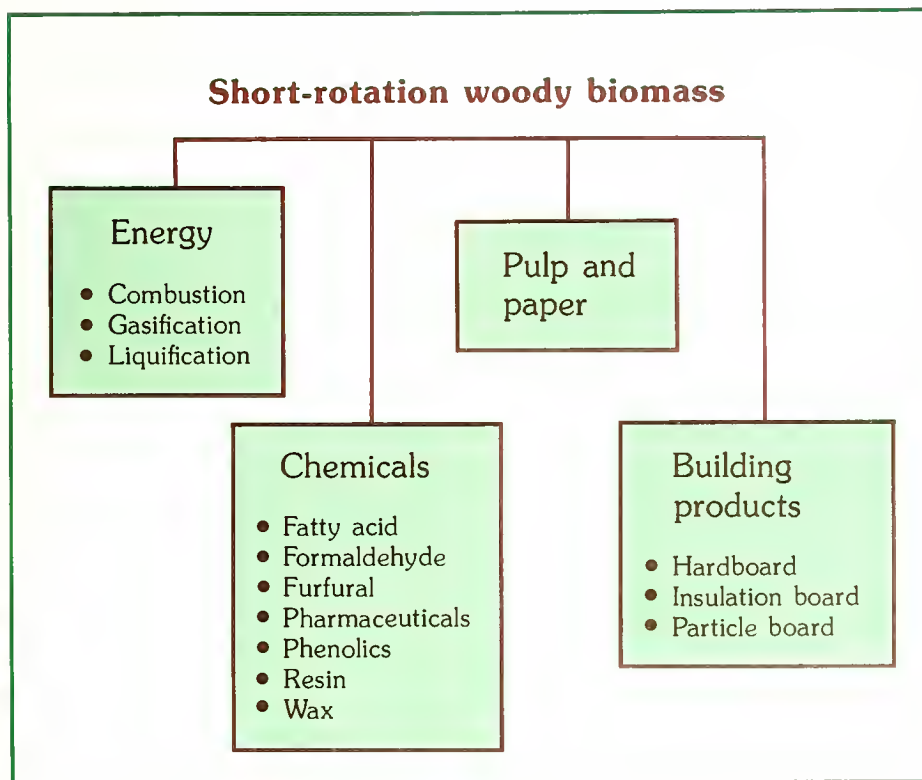 Short-rotation woody biomass
Energy
• Combustion
• Gasification
• Liquification
Pulp and
paper
Chemicals
• Fatty acid
• Formaldehyde
• Furfural
• Pharmaceuticals
• Phenolics
• Resin
• Wax
Building
products
• Hardboard
• Insulation board
• Particle board